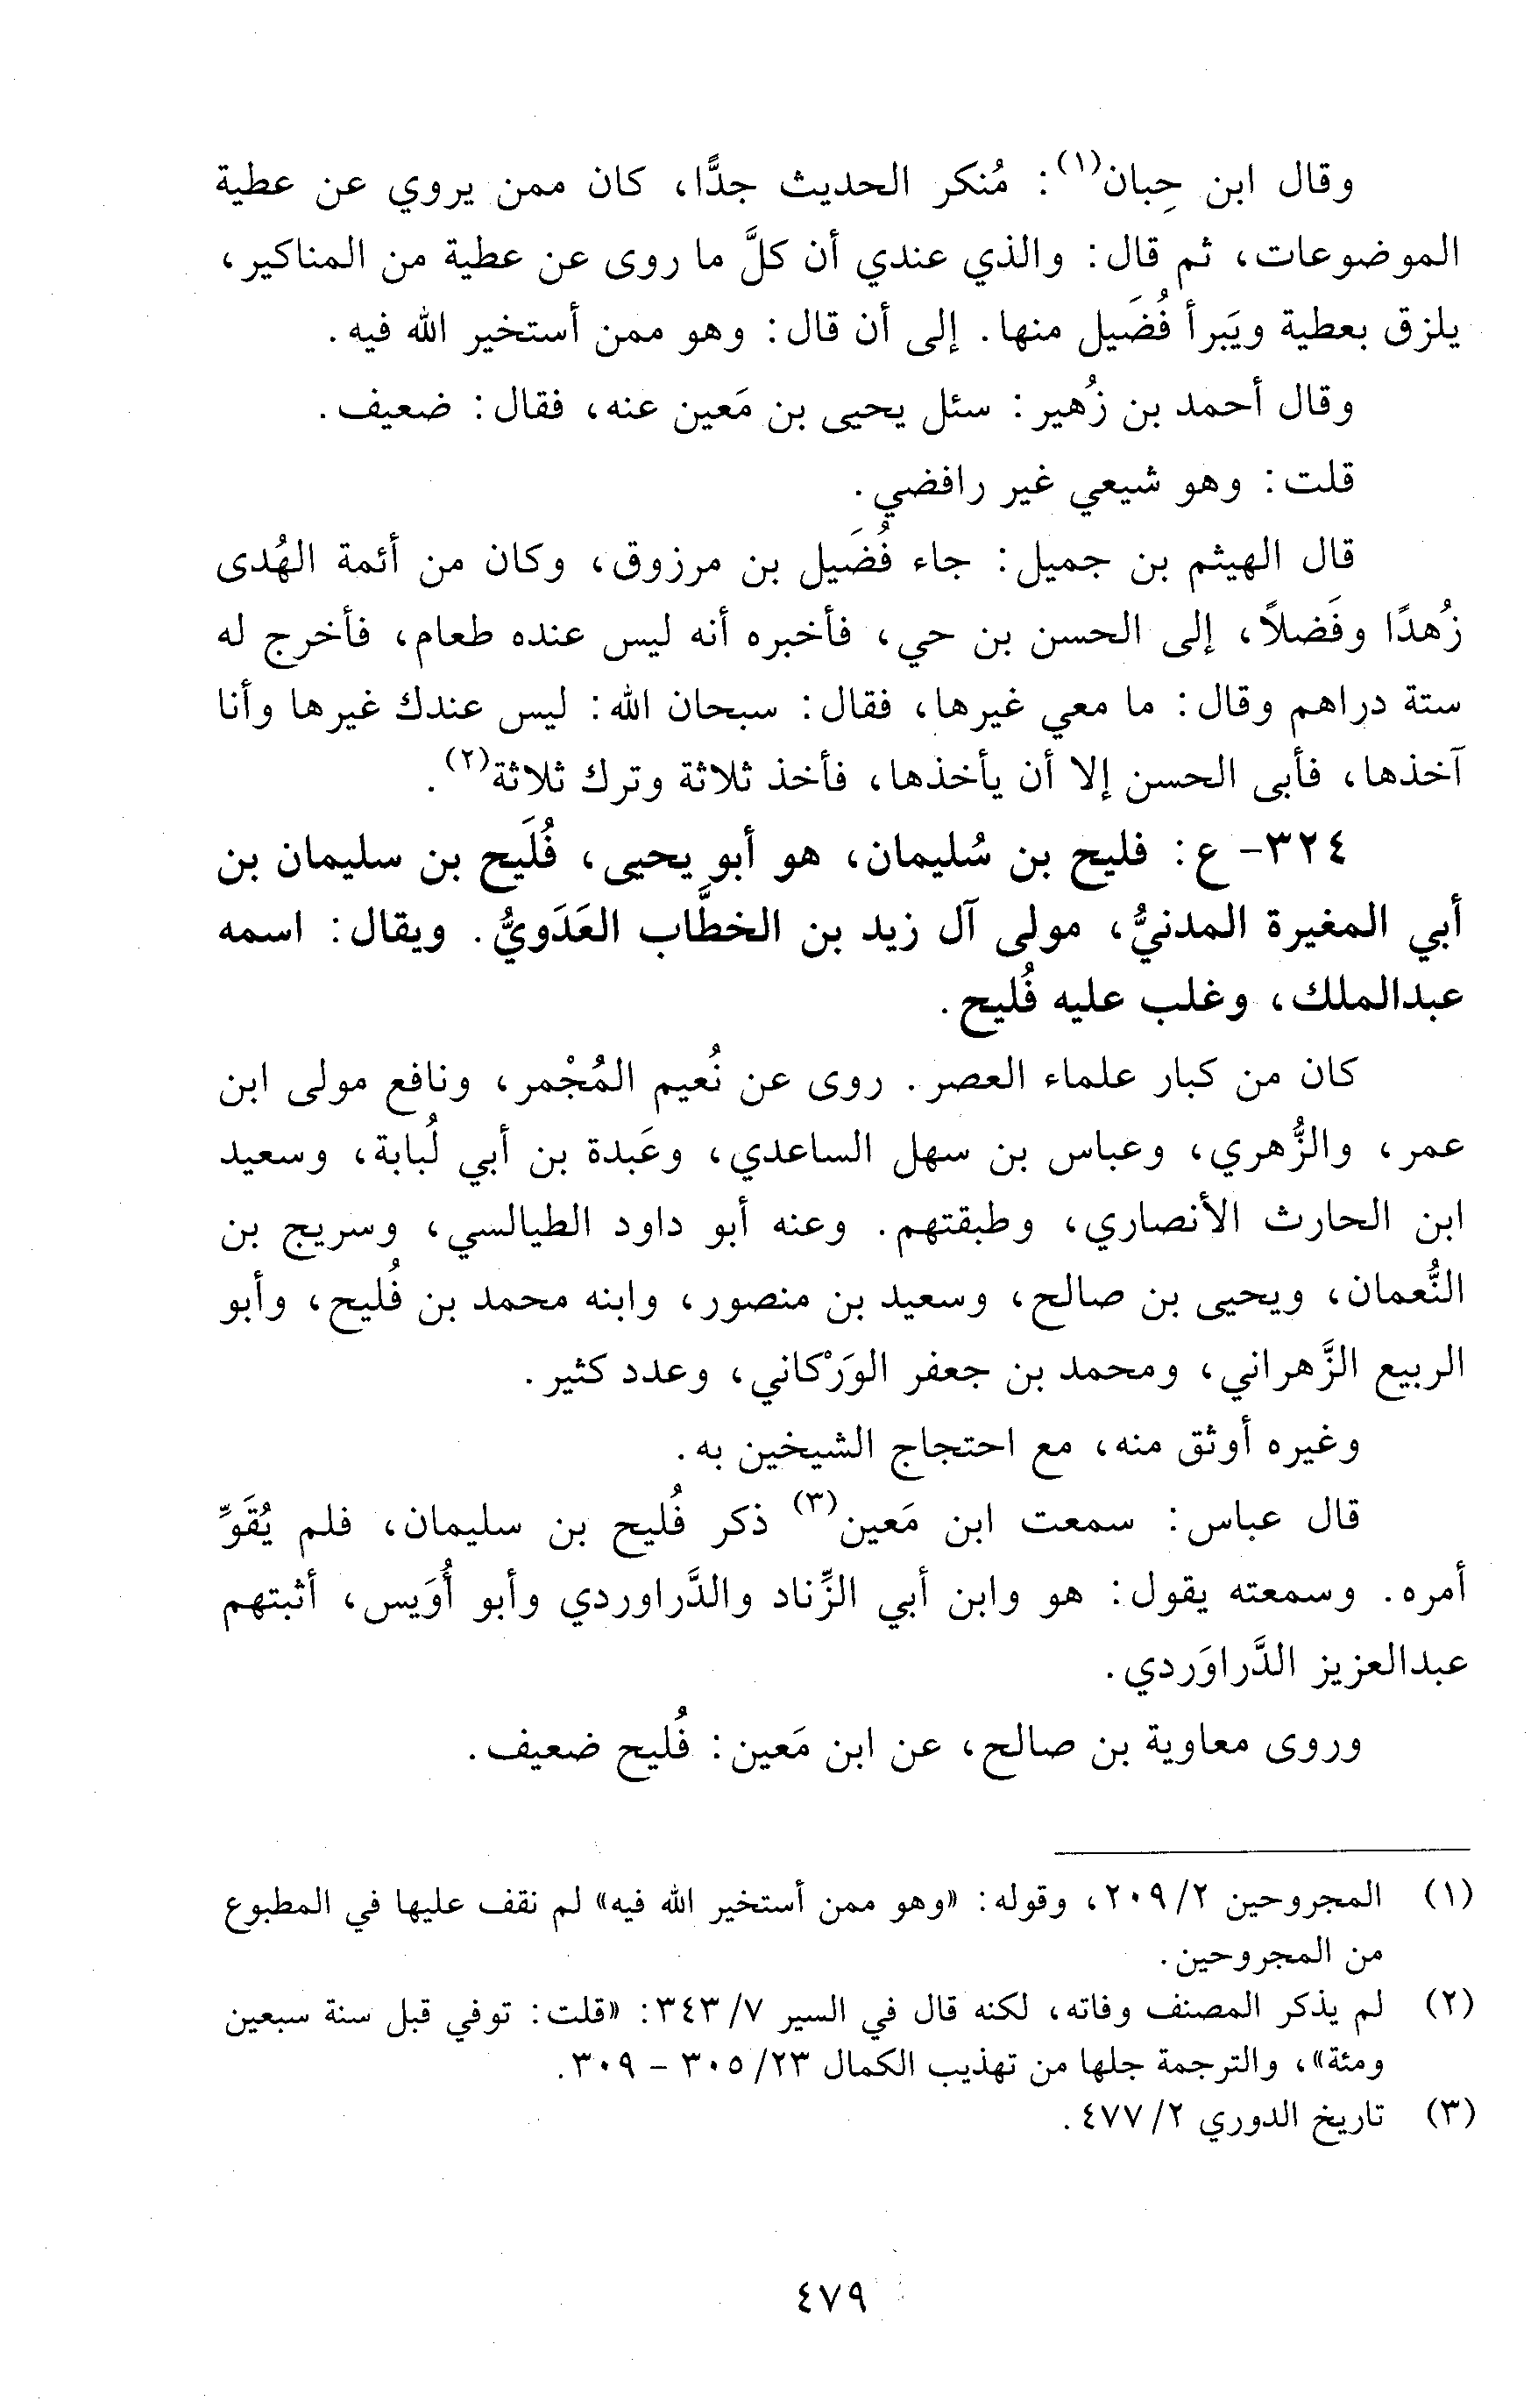 وقال ابن حِبان(١): مُنكر الحديث جدًّا، كان ممن يروي عن عطية
الموضوعات، ثم قال: والذي عندي أن كلَّ ما روى عن عطية من المناكير،
يلزق بعطية ويَبرأ فُضَيل منها. إلى أن قال: وهو ممن أستخير الله فيه.
وقال أحمد بن زُهير: سئل يحيى بن مَعين عنه، فقال: ضعيف.
قلت: وهو شيعي غير رافضي.
قال الهيثم بن جميل: جاء فُضَيل بن مرزوق، وكان من أئمة الهُدى
زُهدًا وفَضلاً، إلى الحسن بن حي، فأخبره أنه ليس عنده طعام، فأخرج له
ستة دراهم وقال: ما معي غيرها، فقال: سبحان الله: ليس عندك غيرها وأنا
آخذها، فأبى الحسن إلا أن يأخذها، فأخذ ثلاثة وترك ثلاثة(٢).
٣٢٤- ع: فليح بن سُليمان، هو أبو يحيى، فُلَيح بن سليمان بن
أبي المغيرة المدنيُّ، مولى آل زيد بن الخطَّاب العَدَويُّ. ويقال: اسمه
عبدالملك، وغلب عليه فُليح.
كان من كبار علماء العصر. روى عن نُعيم المُجْمر، ونافع مولى ابن
عمر، والزُّهري، وعباس بن سهل الساعدي، وعَبدة بن أبي لُبابة، وسعيد
ابن الحارث الأنصاري، وطبقتهم. وعنه أبو داود الطيالسي، وسريج بن
النُّعمان، ويحيى بن صالح، وسعيد بن منصور، وابنه محمد بن فُليح، وأبو
الربيع الزَّهراني، ومحمد بن جعفر الوَرْكاني، وعدد كثير.
وغيره أوثق منه، مع احتجاج الشيخين به.
قال عباس: سمعت ابن مَعين(٣) ذكر فُليح بن سليمان، فلم يُقَوِّ
أمره. وسمعته يقول: هو وابن أبي الزِّناد والدَّراوردي وأبو أُوَيس، أثبتهم
عبدالعزيز الدَّراوَردي.
وروى معاوية بن صالح، عن ابن مَعين: فُليح ضعيف.
(١) المجروحين ٢/ ٢٠٩، وقوله: «وهو ممن أستخير الله فيه» لم نقف عليها في المطبوع
من المجروحين.
(٢) لم يذكر المصنف وفاته، لكنه قال في السير ٧/ ٣٤٣: «قلت: توفي قبل سنة سبعين
ومئة»، والترجمة جلها من تهذيب الكمال ٢٣/ ٣٠٥ - ٣٠٩.
(٣) تاريخ الدوري ٢/ ٤٧٧.
٤٧٩